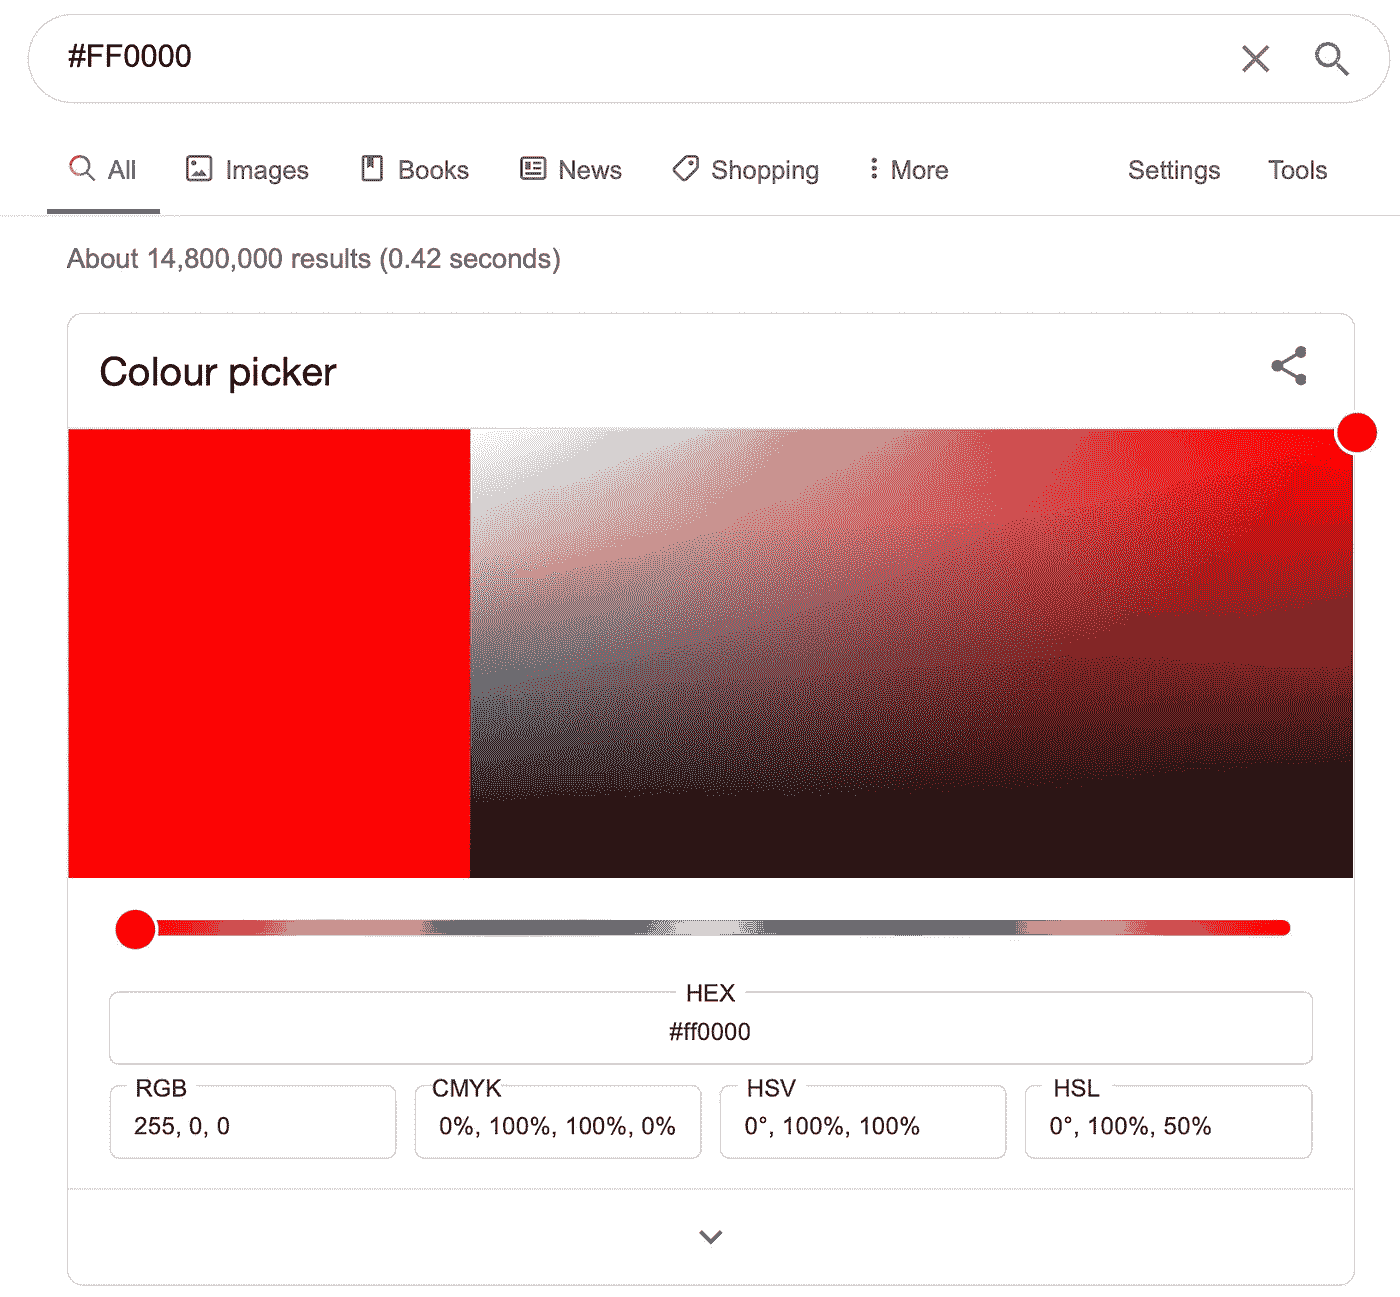 #FF0000
All Images Books News Shopping More Settings Tools
About 14,800,000 results (0.42 seconds)
Colour picker
HEX
#ff0000
RGB CMYK HSV HSL
255, 0, 0 0%, 100%, 100%, 0% 0°, 100%, 100% 0°, 100%, 50%